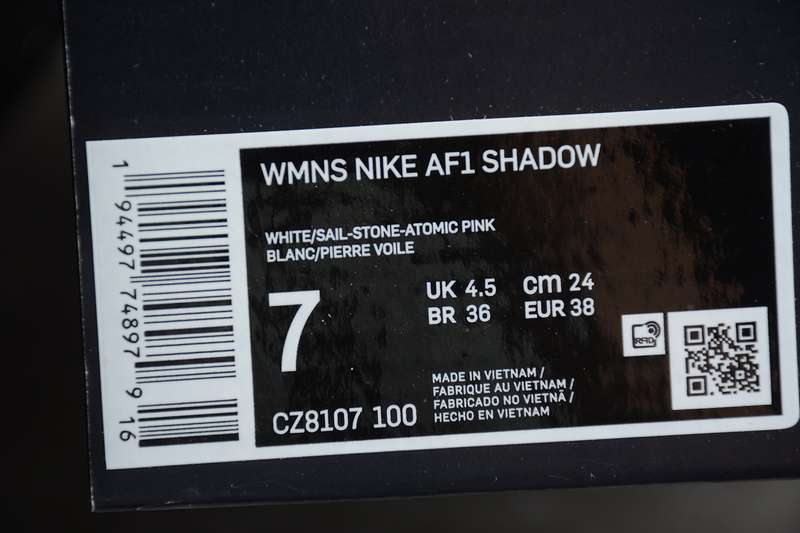 WMNS NIKE AF1 SHADOW
WHITE/SAIL-STONE-ATOMIC PINK
BLANC/PIERRE VOILE
7
UK 4.5 cm 24
BR 36 EUR 38
MADE IN VIETNAM /
FABRIQUE AU VIETNAM /
FABRICADO NO VIETNÃ /
HECHO EN VIETNAM
CZ8107 100
RFID
1 94497 74897 9 16